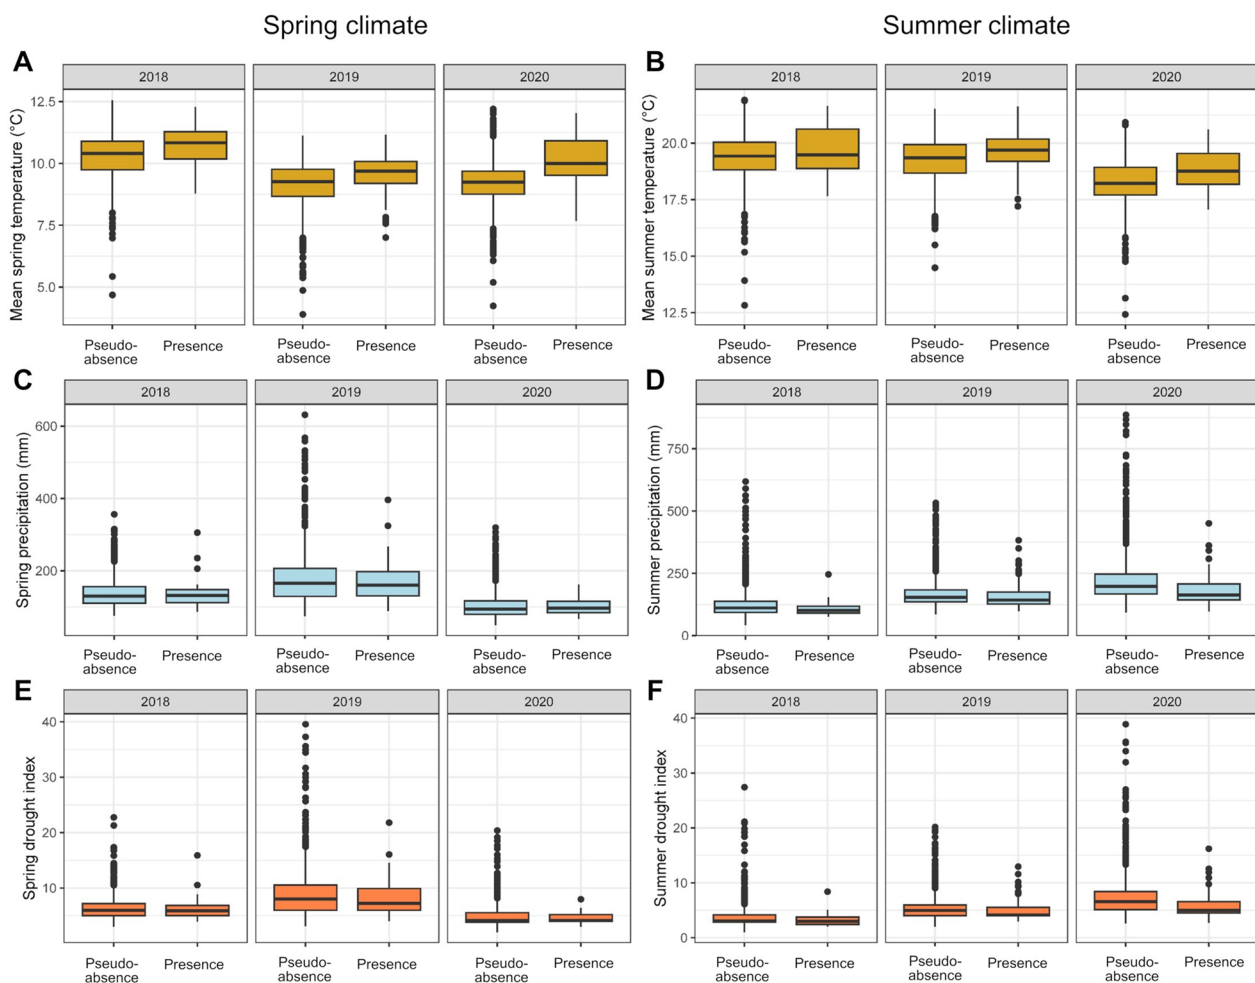 Spring climate
Summer climate
A
2018
2019
2020
Mean spring temperature (°C)
12.5
10.0
7.5
5.0
Pseudo-
absence
Presence
Pseudo-
absence
Presence
Pseudo-
absence
Presence
B
2018
2019
2020
Mean summer temperature (°C)
20.0
17.5
15.0
12.5
Pseudo-
absence
Presence
Pseudo-
absence
Presence
Pseudo-
absence
Presence
C
2018
2019
2020
Spring precipitation (mm)
600
400
200
Pseudo-
absence
Presence
Pseudo-
absence
Presence
Pseudo-
absence
Presence
D
2018
2019
2020
Summer precipitation (mm)
750
500
250
0
Pseudo-
absence
Presence
Pseudo-
absence
Presence
Pseudo-
absence
Presence
E
2018
2019
2020
Spring drought index
40
30
20
10
Pseudo-
absence
Presence
Pseudo-
absence
Presence
Pseudo-
absence
Presence
F
2018
2019
2020
Summer drought index
40
30
20
10
0
Pseudo-
absence
Presence
Pseudo-
absence
Presence
Pseudo-
absence
Presence